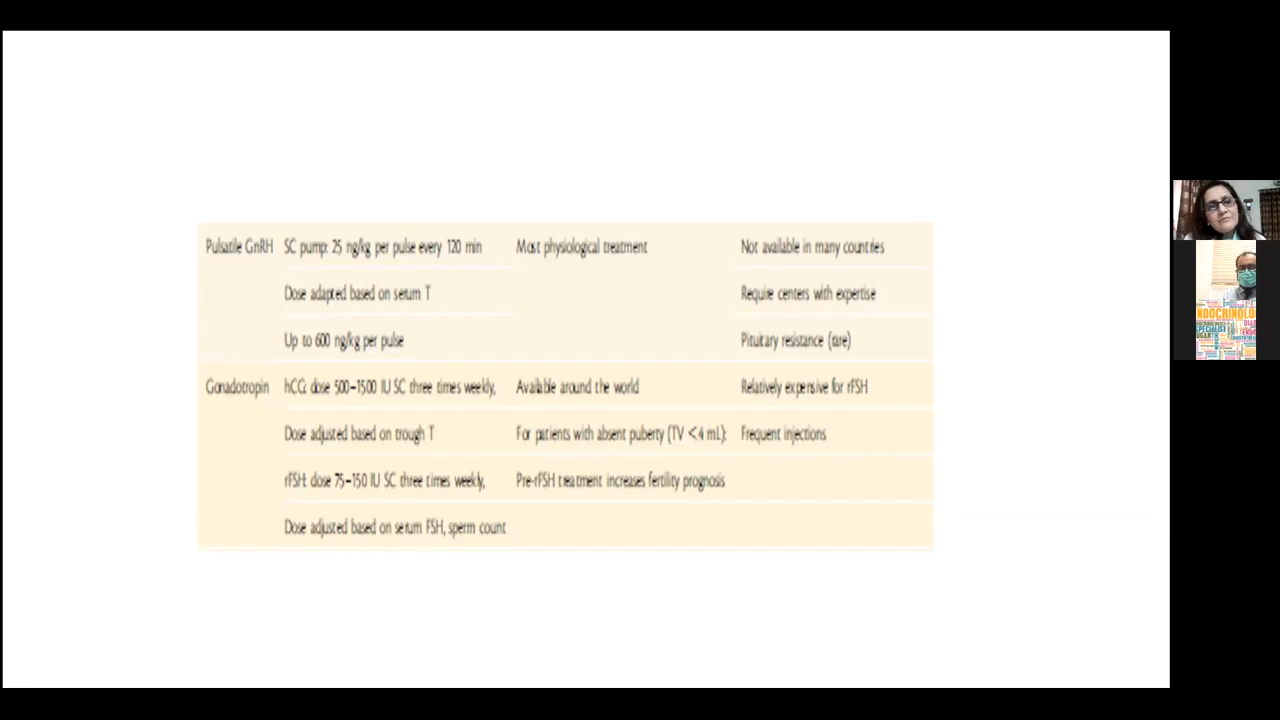 Pulsatile GnRH SC pump: 25 ng/kg per pulse every 120 min Most physiological treatment Not available in many countries
Dose adapted based on serum T Require centers with expertise
Up to 600 ng/kg per pulse Pituitary resistance (rare)
Gonadotropin hCG: dose 500–1500 IU SC three times weekly, Available around the world Relatively expensive for rFSH
Dose adjusted based on trough T For patients with absent puberty (TV <4 mL): Frequent injections
rFSH: dose 75–150 IU SC three times weekly, Pre-rFSH treatment increases fertility prognosis
Dose adjusted based on serum FSH, sperm count
NDOCRINOLO
SPECIALIST